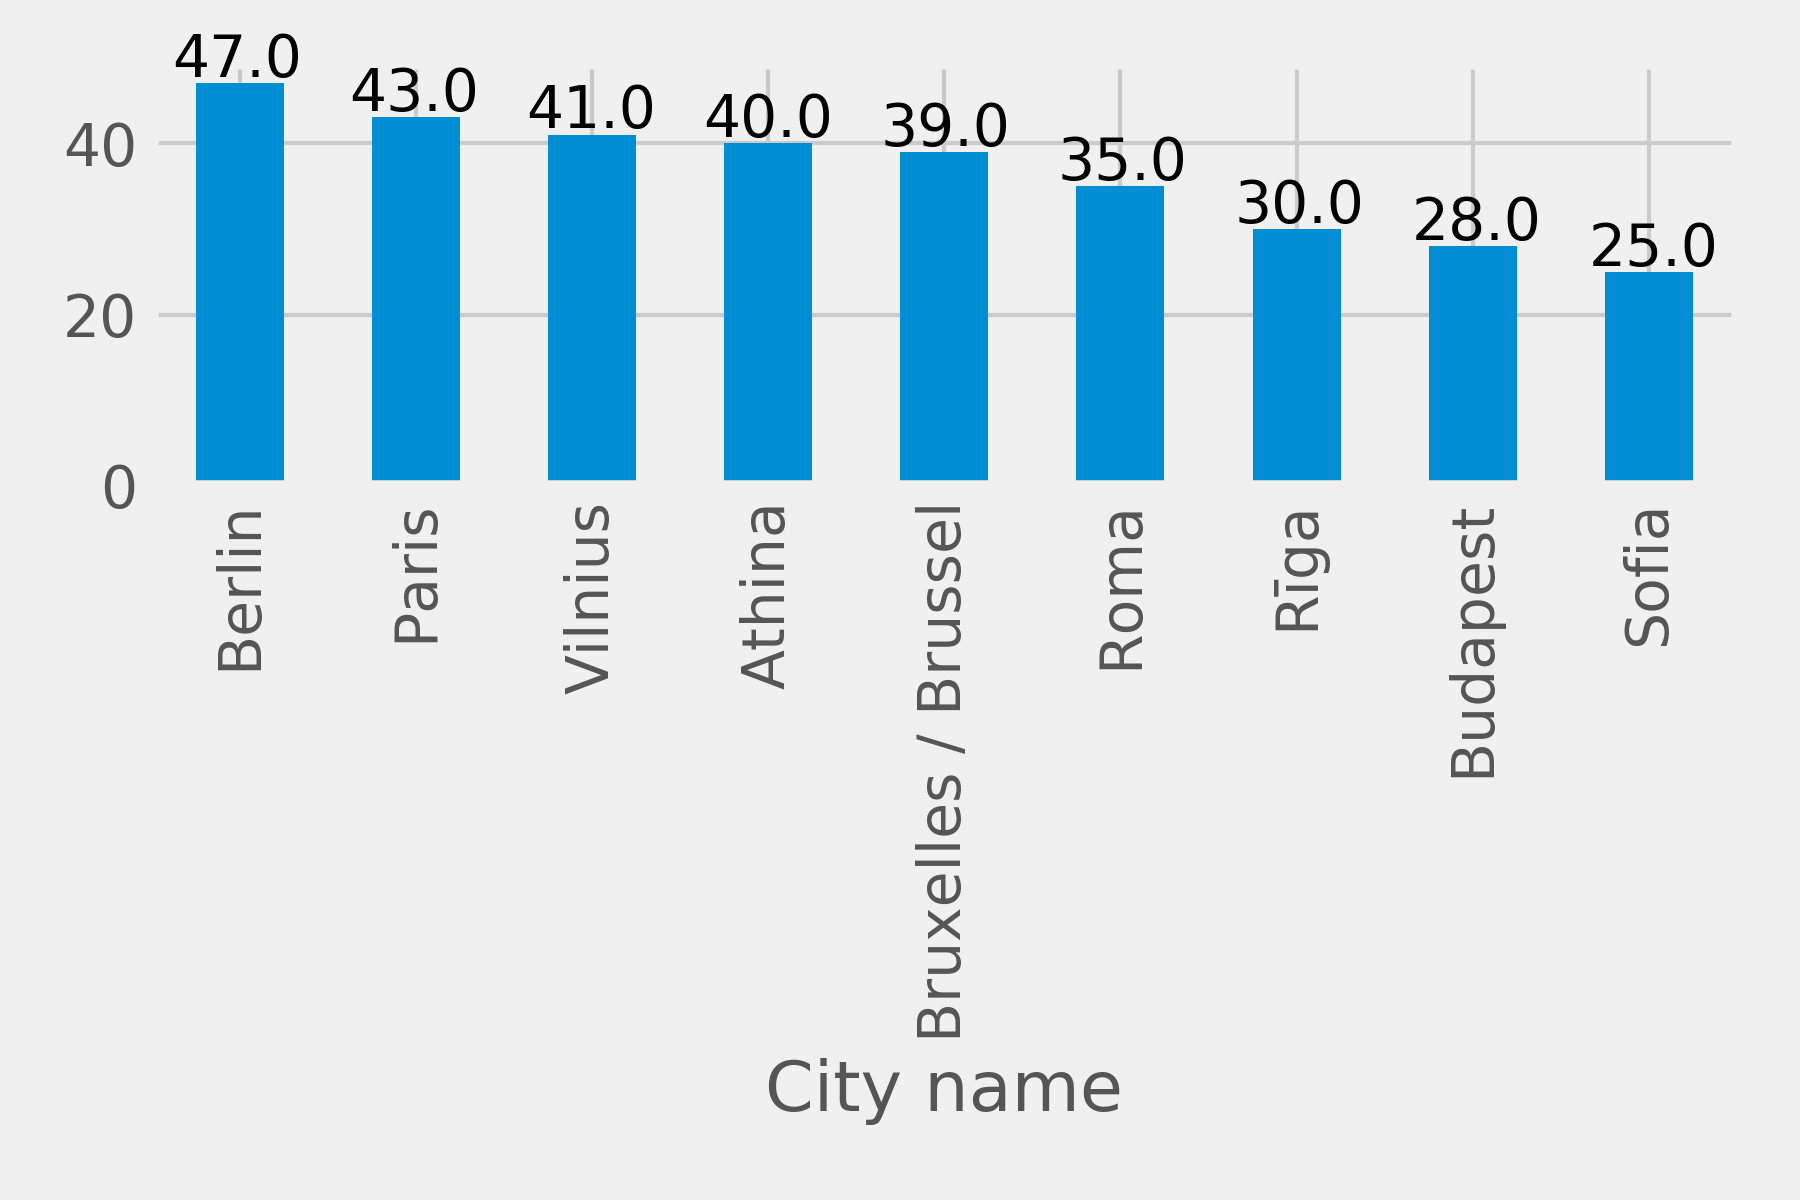 47.0
43.0
41.0
40.0
39.0
35.0
30.0
28.0
25.0
40
20
0
Berlin
Paris
Vilnius
Athina
Bruxelles / Brussel
Roma
Rīga
Budapest
Sofia
City name